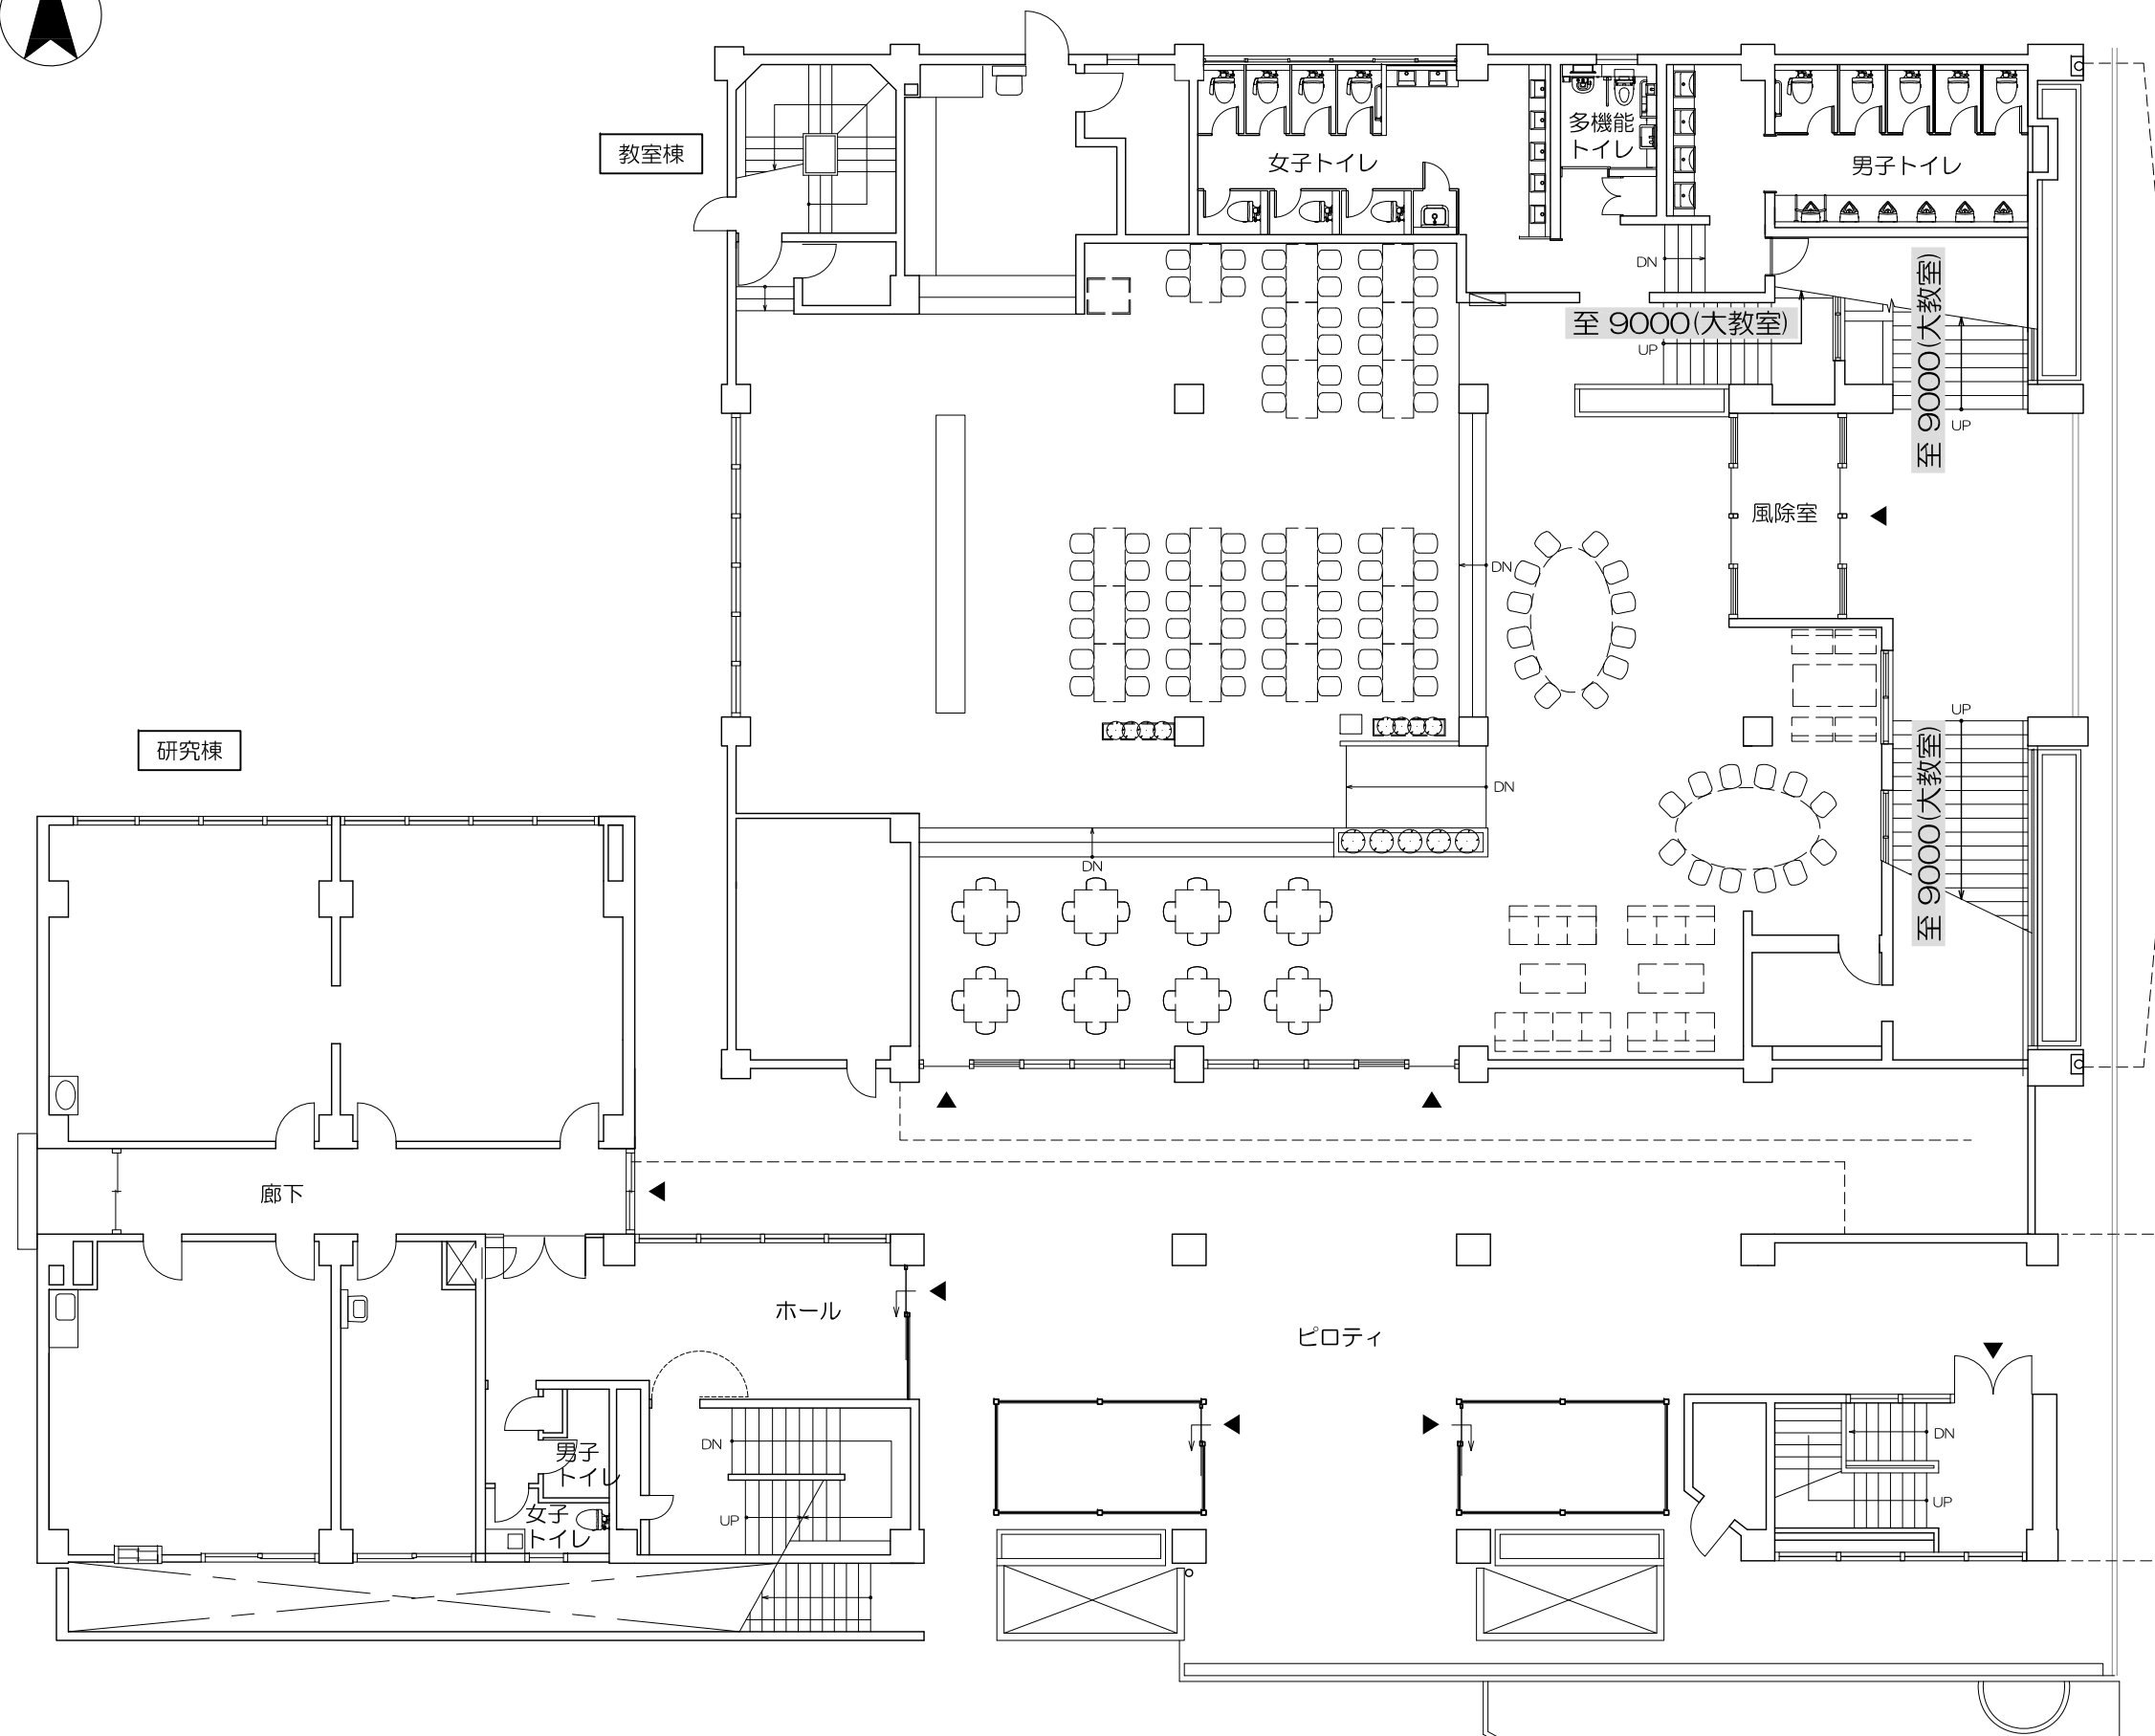 教室棟
女子トイレ
多機能
トイレ
男子トイレ
DN
至 9000(大教室)
UP
至 9000(大教室)
UP
風除室
DN
UP
至 9000(大教室)
DN
DN
研究棟
廊下
ホール
ピロティ
男子
トイレ
女子
トイレ
DN
UP
DN
UP